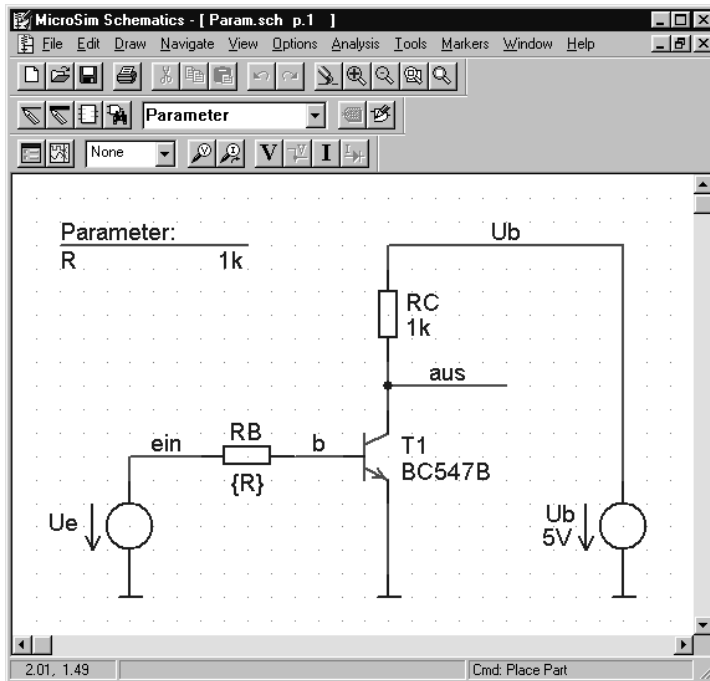 MicroSim Schematics - [ Param.sch p.1 ]
File Edit Draw Navigate View Options Analysis Tools Markers Window Help
Parameter
None V I
Parameter:
R 1k
Ub
RC
1k
aus
ein RB b
{R}
T1
BC547B
Ue
Ub
5V
2.01, 1.49 Cmd: Place Part